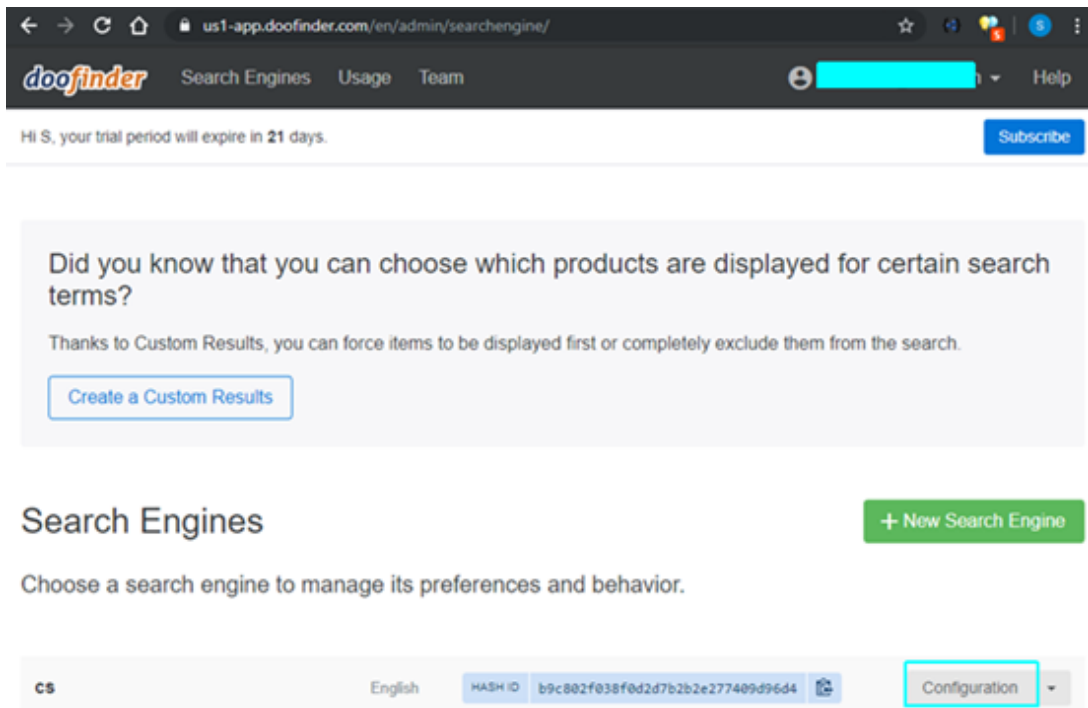 us1-app.doofinder.com/en/admin/searchengine/
S
S
doofinder Search Engines Usage Team Help
Hi S, your trial period will expire in 21 days. Subscribe
Did you know that you can choose which products are displayed for certain search
terms?
Thanks to Custom Results, you can force items to be displayed first or completely exclude them from the search.
Create a Custom Results
Search Engines + New Search Engine
Choose a search engine to manage its preferences and behavior.
cs English HASH ID b9c802f038f0d2d7b2b2e277409d96d4 Configuration